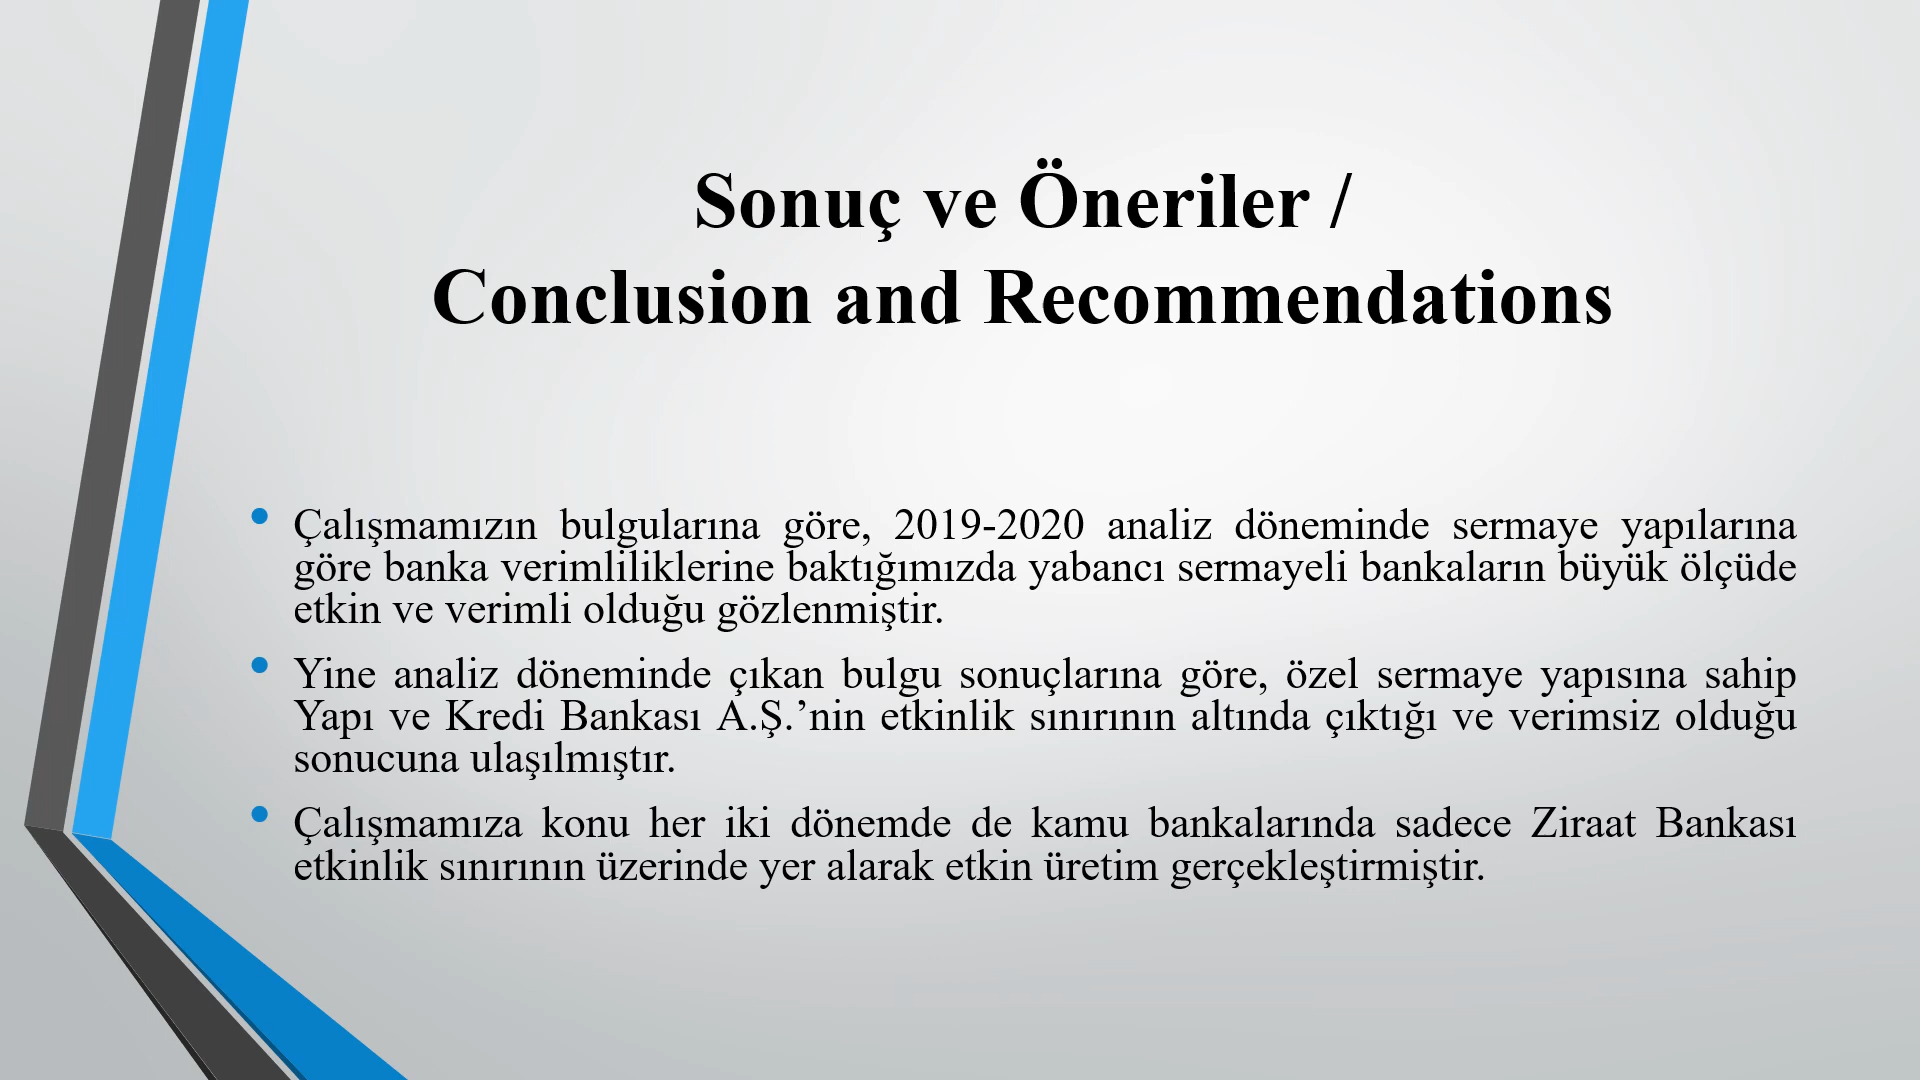 Sonuç ve Öneriler /
Conclusion and Recommendations
• Çalışmamızın bulgularına göre, 2019-2020 analiz döneminde sermaye yapılarına
göre banka verimliliklerine baktığımızda yabancı sermayeli bankaların büyük ölçüde
etkin ve verimli olduğu gözlenmiştir.
• Yine analiz döneminde çıkan bulgu sonuçlarına göre, özel sermaye yapısına sahip
Yapı ve Kredi Bankası A.Ş.’nin etkinlik sınırının altında çıktığı ve verimsiz olduğu
sonucuna ulaşılmıştır.
• Çalışmamıza konu her iki dönemde de kamu bankalarında sadece Ziraat Bankası
etkinlik sınırının üzerinde yer alarak etkin üretim gerçekleştirmiştir.